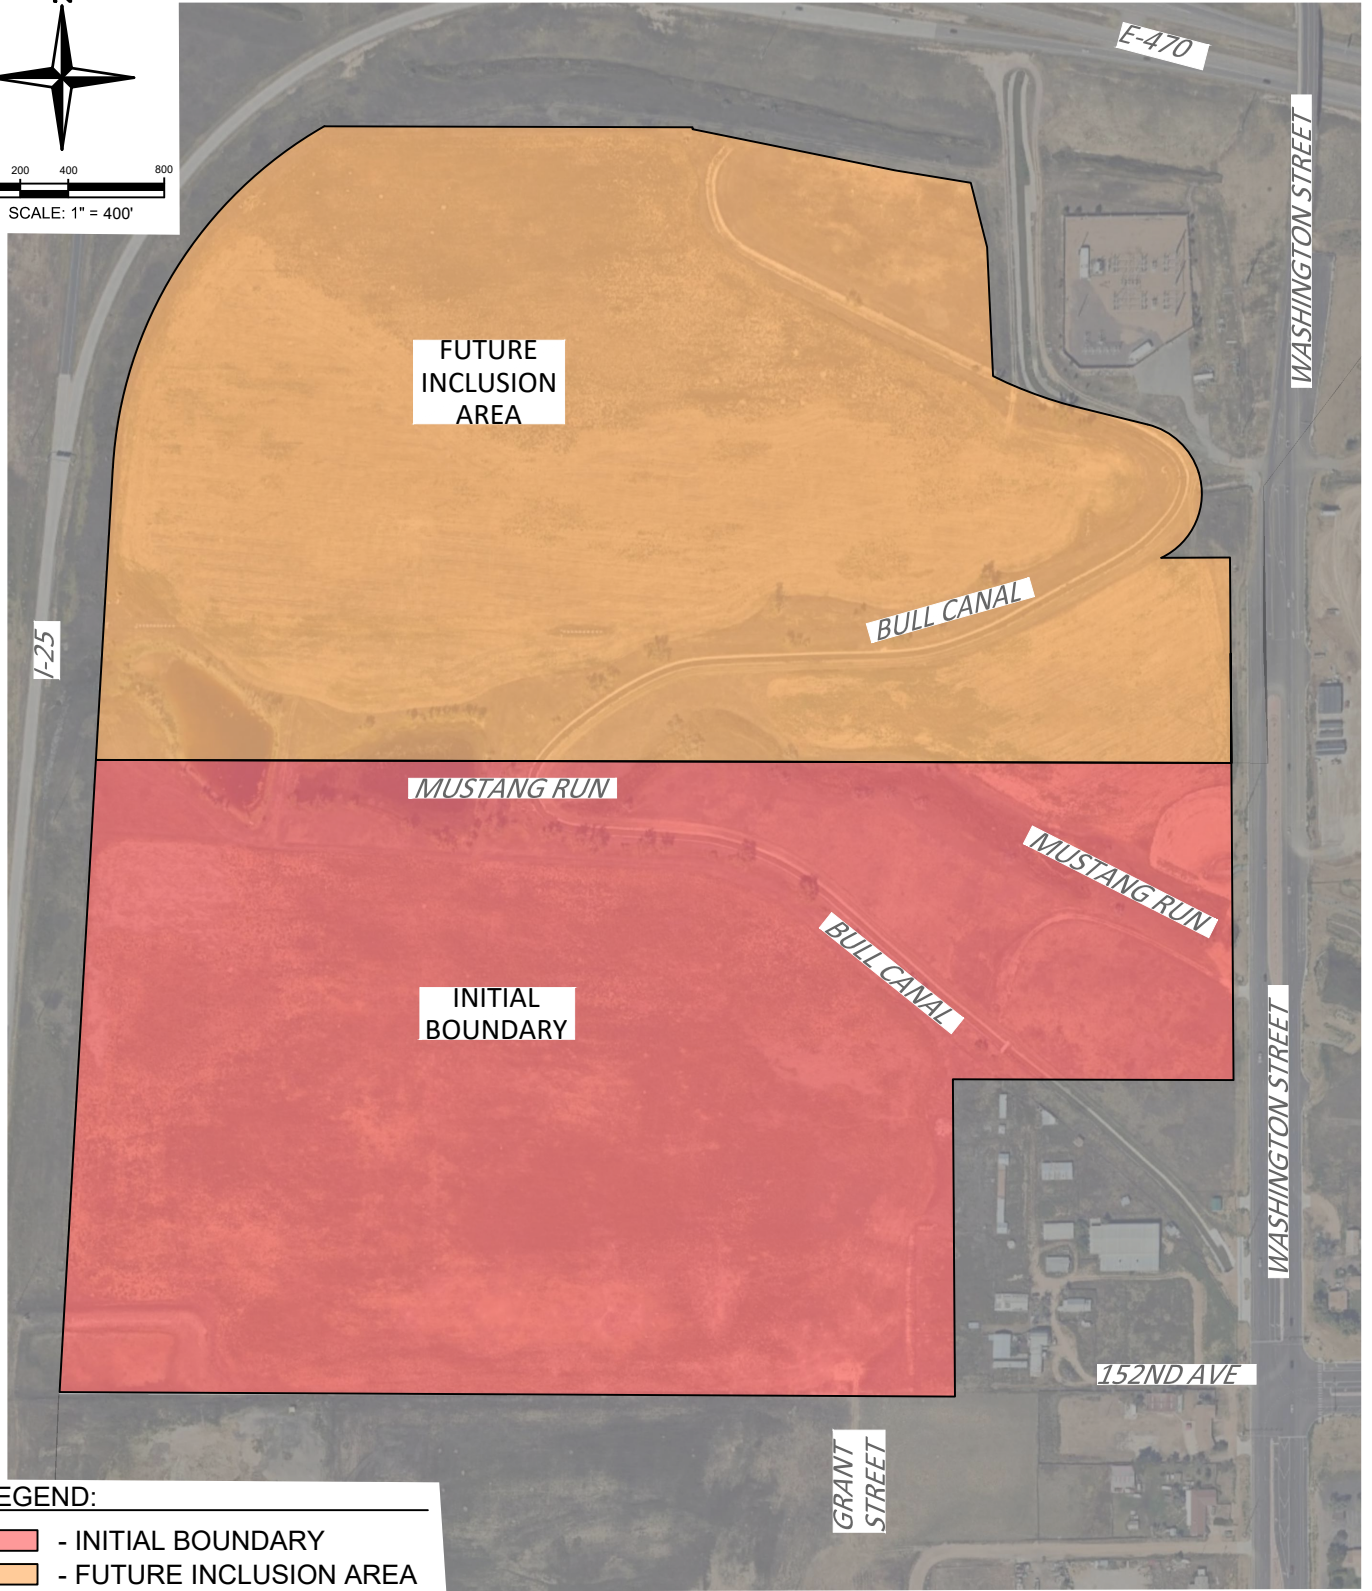 N
E-470
WASHINGTON STREET
200 400 800
SCALE: 1" = 400'
FUTURE
INCLUSION
AREA
BULL CANAL
I-25
MUSTANG RUN
MUSTANG RUN
BULL CANAL
INITIAL
BOUNDARY
WASHINGTON STREET
152ND AVE
GRANT
STREET
EGEND:
- INITIAL BOUNDARY
- FUTURE INCLUSION AREA